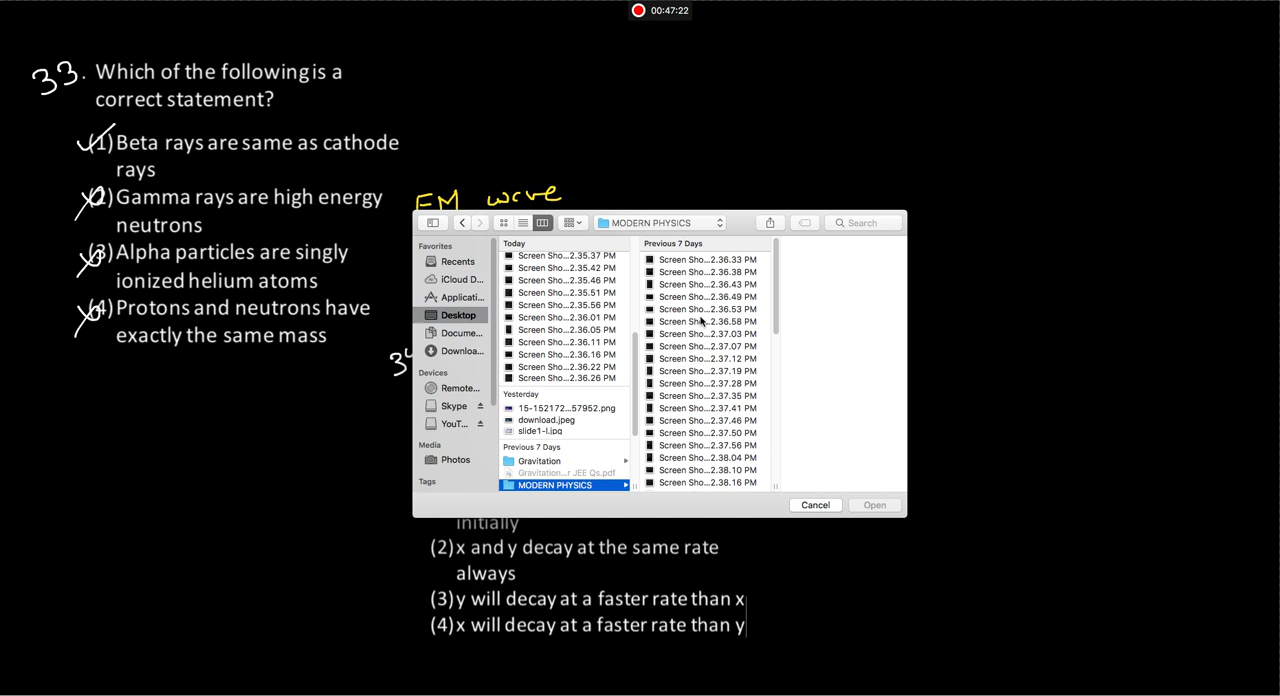 00:47:22
33. Which of the following is a
correct statement?
(1) Beta rays are same as cathode
rays
(2) Gamma rays are high energy
neutrons
(3) Alpha particles are singly
ionized helium atoms
(4) Protons and neutrons have
exactly the same mass
EM wave
MODERN PHYSICS
Search
Favorites
Recents
iCloud D...
Applicati...
Desktop
Docume...
Downloa...
Devices
Remote...
Skype
YouT...
Media
Photos
Tags
Today
Screen Sho...2.35.37 PM
Screen Sho...2.35.42 PM
Screen Sho...2.35.46 PM
Screen Sho...2.35.51 PM
Screen Sho...2.35.56 PM
Screen Sho...2.36.01 PM
Screen Sho...2.36.05 PM
Screen Sho...2.36.11 PM
Screen Sho...2.36.16 PM
Screen Sho...2.36.22 PM
Screen Sho...2.36.26 PM
Yesterday
15-152172...57952.png
download.jpeg
slide1-l.jpg
Previous 7 Days
Gravitation
Gravitation...r JEE Qs.pdf
MODERN PHYSICS
Previous 7 Days
Screen Sho...2.36.33 PM
Screen Sho...2.36.38 PM
Screen Sho...2.36.43 PM
Screen Sho...2.36.49 PM
Screen Sho...2.36.53 PM
Screen Sho...2.36.58 PM
Screen Sho...2.37.03 PM
Screen Sho...2.37.07 PM
Screen Sho...2.37.12 PM
Screen Sho...2.37.19 PM
Screen Sho...2.37.28 PM
Screen Sho...2.37.35 PM
Screen Sho...2.37.41 PM
Screen Sho...2.37.46 PM
Screen Sho...2.37.50 PM
Screen Sho...2.37.56 PM
Screen Sho...2.38.04 PM
Screen Sho...2.38.10 PM
Screen Sho...2.38.16 PM
Cancel
Open
initially
(2) x and y decay at the same rate
always
(3) y will decay at a faster rate than x
(4) x will decay at a faster rate than y